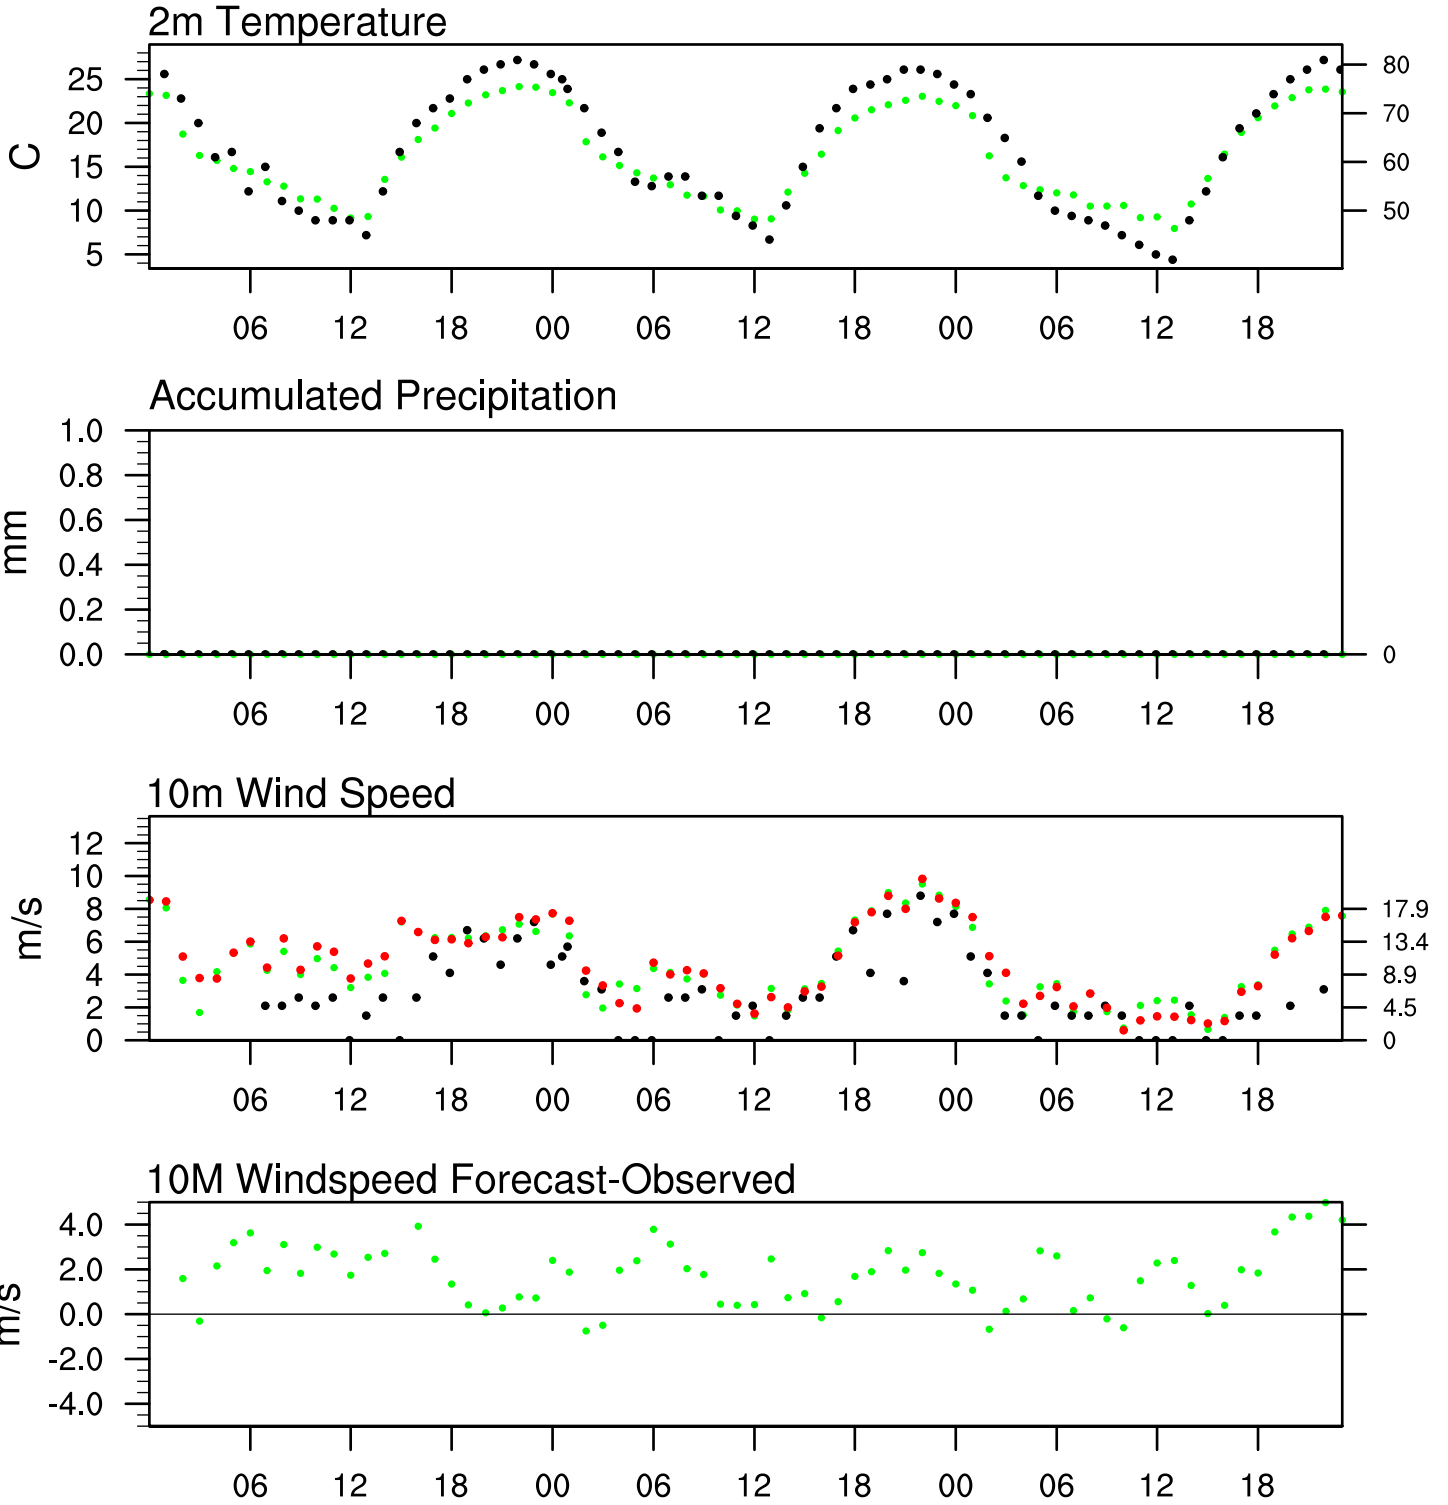 2m Temperature
25
20
15
10
5
C
80
70
60
50
06 12 18 00 06 12 18 00 06 12 18
Accumulated Precipitation
1.0
0.8
0.6
0.4
0.2
0.0
mm
0
06 12 18 00 06 12 18 00 06 12 18
10m Wind Speed
12
10
8
6
4
2
0
m/s
17.9
13.4
8.9
4.5
0
06 12 18 00 06 12 18 00 06 12 18
10M Windspeed Forecast-Observed
4.0
2.0
0.0
-2.0
-4.0
m/s
06 12 18 00 06 12 18 00 06 12 18